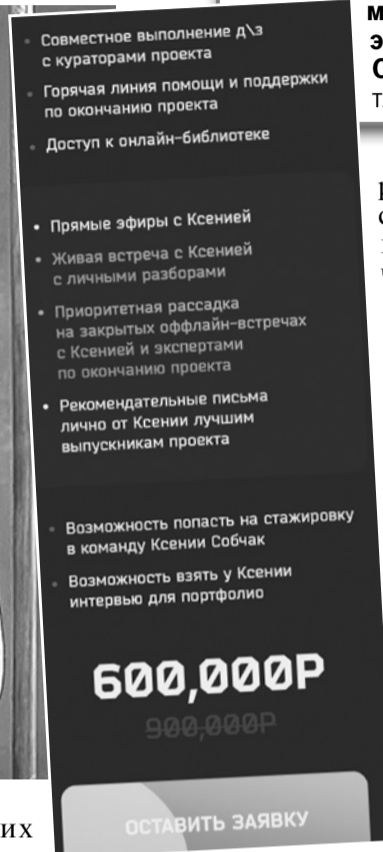 Совместное выполнение д\з
с кураторами проекта
Горячая линия помощи и поддержки
по окончанию проекта
Доступ к онлайн-библиотеке
Прямые эфиры с Ксенией
Живая встреча с Ксенией
с личными разборами
Приоритетная рассадка
на закрытых оффлайн-встречах
с Ксенией и экспертами
по окончанию проекта
Рекомендательные письма
лично от Ксении лучшим
выпускникам проекта
Возможность попасть на стажировку
в команду Ксении Собчак
Возможность взять у Ксении
интервью для портфолио
600,000Р
900,000Р
ОСТАВИТЬ ЗАЯВКУ
их